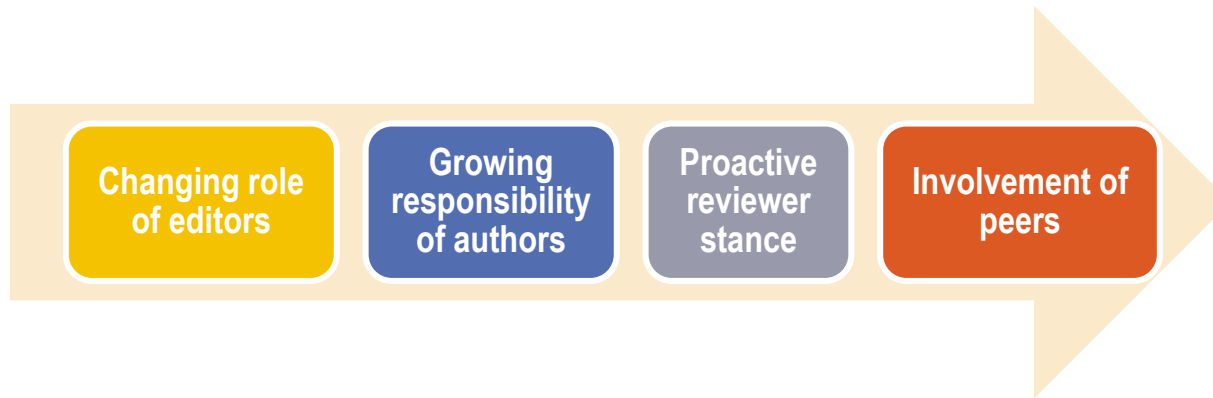 Changing role
of editors
Growing
responsibility
of authors
Proactive
reviewer
stance
Involvement of
peers